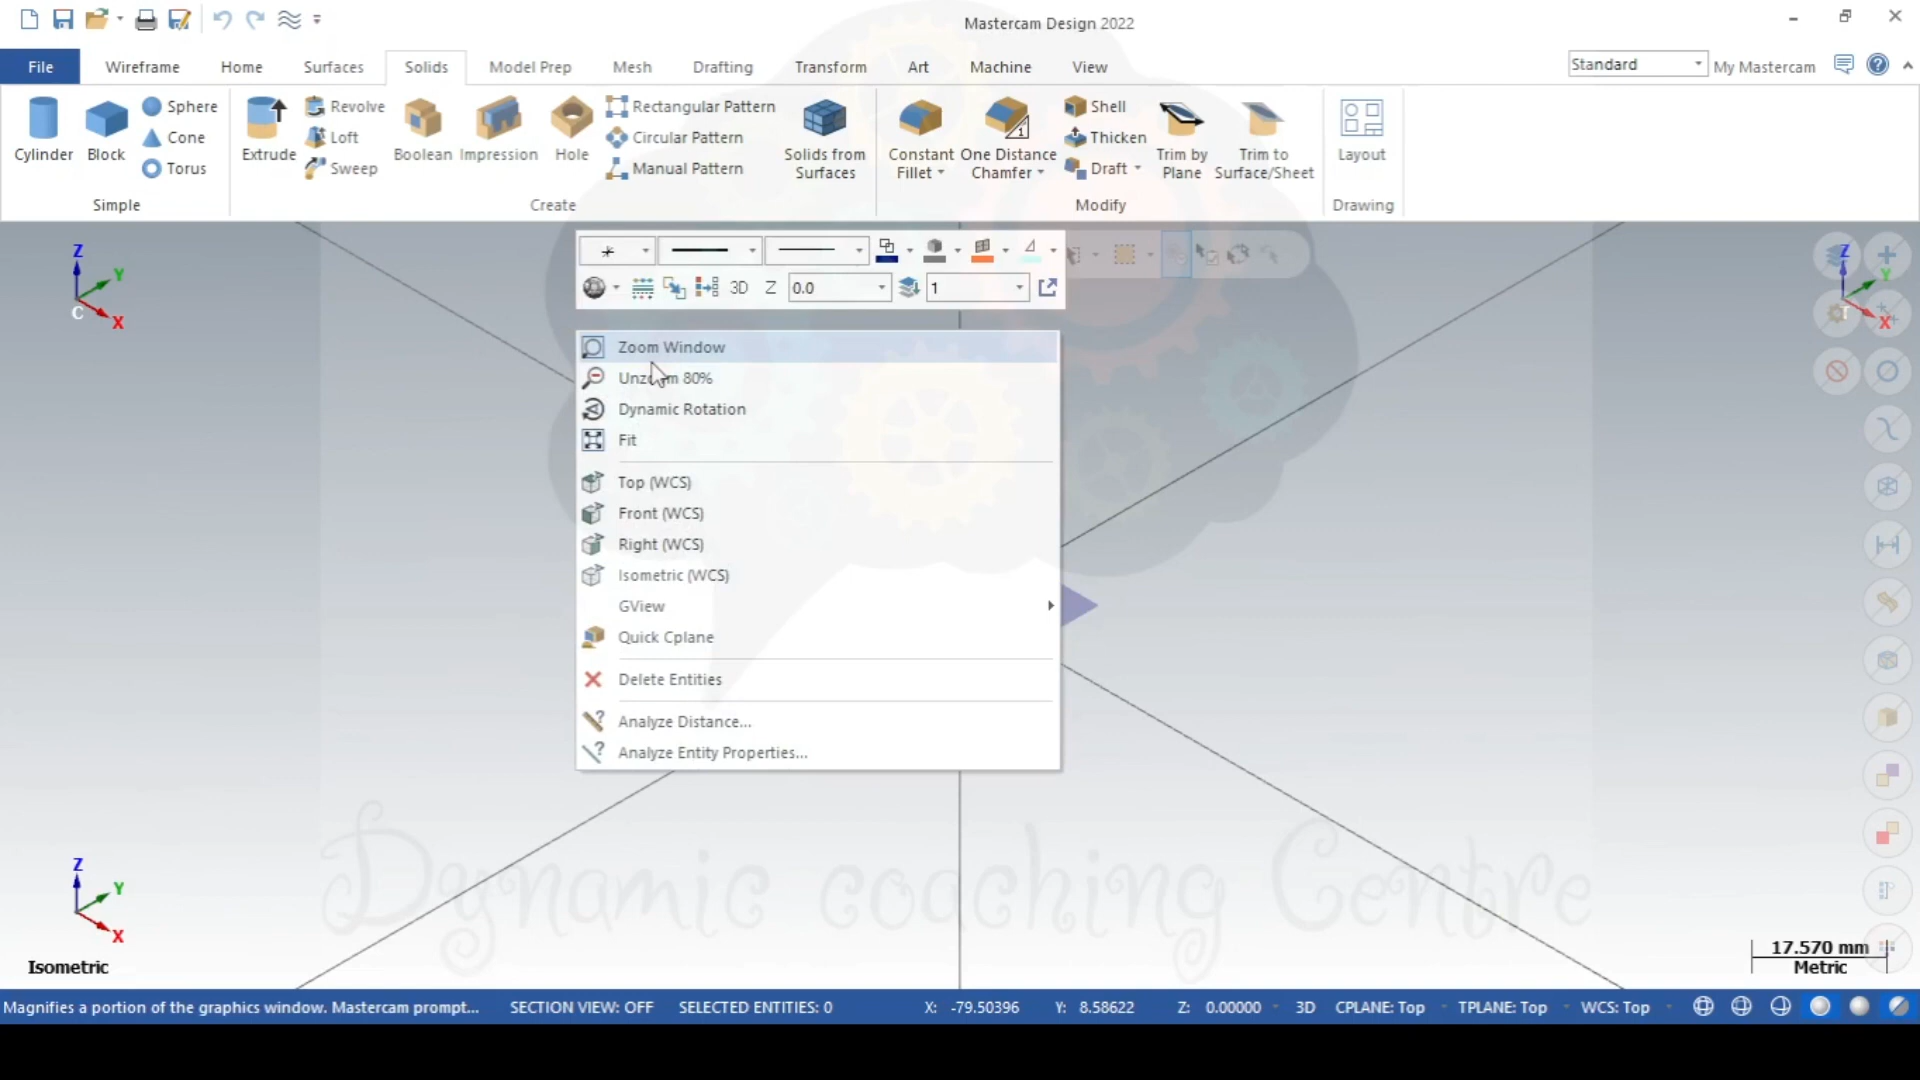 Mastercam Design 2022
File Wireframe Home Surfaces Solids Model Prep Mesh Drafting Transform Art Machine View Standard My Mastercam
Cylinder Block Sphere Cone Torus
Simple
Extrude Revolve Loft Sweep Boolean Impression Hole Rectangular Pattern Circular Pattern Manual Pattern Solids from Surfaces
Create
Constant Fillet One Distance Chamfer Shell Thicken Draft Trim by Plane Trim to Surface/Sheet
Modify
Layout
Drawing
3D Z 0.0 1
Z Y X C
Z Y X T
Zoom Window
Unzoom 80%
Dynamic Rotation
Fit
Top (WCS)
Front (WCS)
Right (WCS)
Isometric (WCS)
GView
Quick Cplane
Delete Entities
Analyze Distance...
Analyze Entity Properties...
Dynamic coaching Centre
Z Y X
Isometric
17.570 mm
Metric
Magnifies a portion of the graphics window. Mastercam prompt... SECTION VIEW: OFF SELECTED ENTITIES: 0 X: -79.50396 Y: 8.58622 Z: 0.00000 3D CPLANE: Top TPLANE: Top WCS: Top